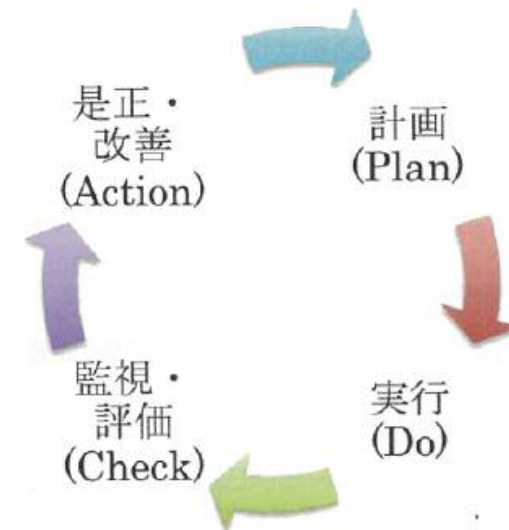 是正・
改善
(Action)
計画
(Plan)
実行
(Do)
監視・
評価
(Check)